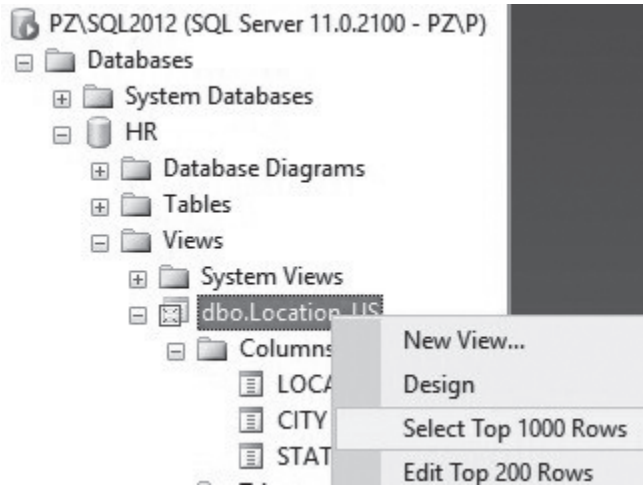 PZ\SQL2012 (SQL Server 11.0.2100 - PZ\P)
Databases
System Databases
HR
Database Diagrams
Tables
Views
System Views
dbo.Location_US
Columns
New View...
LOCA
Design
CITY
Select Top 1000 Rows
STAT
Edit Top 200 Rows